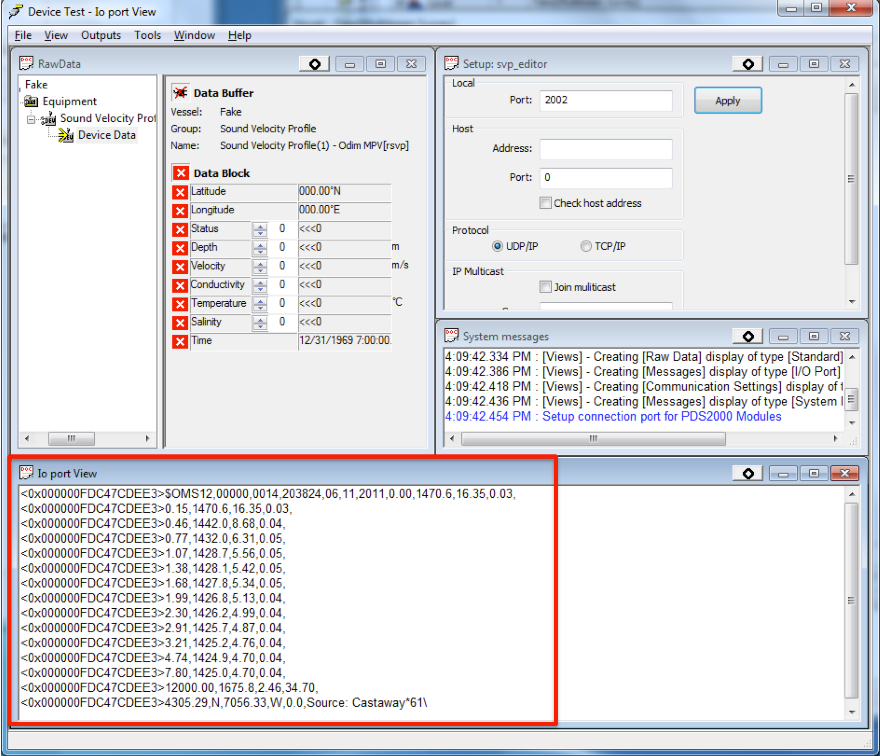 Device Test - Io port View
File View Outputs Tools Window Help
RawData
Fake
Equipment
Sound Velocity Prof
Device Data
Data Buffer
Vessel: Fake
Group: Sound Velocity Profile
Name: Sound Velocity Profile(1) - Odim MPV[rsvp]
Data Block
Latitude 000.00°N
Longitude 000.00°E
Status 0 <<<0
Depth 0 <<<0 m
Velocity 0 <<<0 m/s
Conductivity 0 <<<0
Temperature 0 <<<0 °C
Salinity 0 <<<0
Time 12/31/1969 7:00:00.
Setup: svp_editor
Local
Port: 2002
Apply
Host
Address:
Port: 0
Check host address
Protocol
UDP/IP TCP/IP
IP Multicast
Join muliticast
System messages
4:09:42.334 PM : [Views] - Creating [Raw Data] display of type [Standard]
4:09:42.386 PM : [Views] - Creating [Messages] display of type [I/O Port]
4:09:42.418 PM : [Views] - Creating [Communication Settings] display of t
4:09:42.436 PM : [Views] - Creating [Messages] display of type [System I
4:09:42.454 PM : Setup connection port for PDS2000 Modules
Io port View
<0x000000FDC47CDEE3>$OMS12,00000,0014,203824,06,11,2011,0.00,1470.6,16.35,0.03,
<0x000000FDC47CDEE3>0.15,1470.6,16.35,0.03,
<0x000000FDC47CDEE3>0.46,1442.0,8.68,0.04,
<0x000000FDC47CDEE3>0.77,1432.0,6.31,0.05,
<0x000000FDC47CDEE3>1.07,1428.7,5.56,0.05,
<0x000000FDC47CDEE3>1.38,1428.1,5.42,0.05,
<0x000000FDC47CDEE3>1.68,1427.8,5.34,0.05,
<0x000000FDC47CDEE3>1.99,1426.8,5.13,0.04,
<0x000000FDC47CDEE3>2.30,1426.2,4.99,0.04,
<0x000000FDC47CDEE3>2.91,1425.7,4.87,0.04,
<0x000000FDC47CDEE3>3.21,1425.2,4.76,0.04,
<0x000000FDC47CDEE3>4.74,1424.9,4.70,0.04,
<0x000000FDC47CDEE3>7.80,1425.0,4.70,0.04,
<0x000000FDC47CDEE3>12000.00,1675.8,2.46,34.70,
<0x000000FDC47CDEE3>4305.29,N,7056.33,W,0.0,Source: Castaway*61\